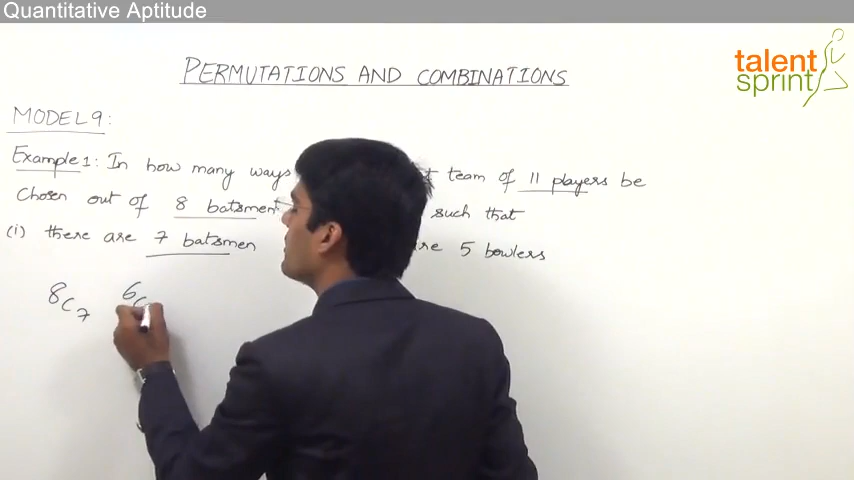 Quantitative Aptitude
talent
sprint
PERMUTATIONS AND COMBINATIONS
MODEL 9:
Example 1: In how many ways team of 11 players be
Chosen out of 8 batsmen such that
(i) there are 7 batsmen 5 bowlers
8C7 6C